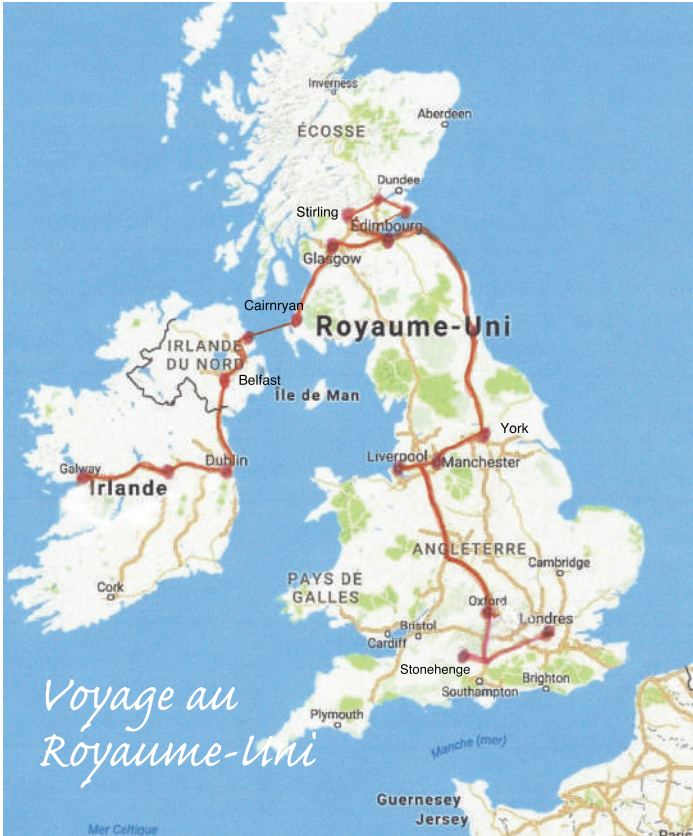 Inverness
Aberdeen
ÉCOSSE
Dundee
Stirling
Édimbourg
Glasgow
Cairnryan
Royaume-Uni
IRLANDE
DU NORD
Belfast
Île de Man
York
Liverpool
Manchester
Dublin
Galway
Irlande
ANGLETERRE
Cambridge
PAYS DE
GALLES
Cork
Oxford
Londres
Bristol
Cardiff
Stonehenge
Southampton
Brighton
Plymouth
Voyage au
Royaume-Uni
Manche (mer)
Guernesey
Jersey
Mer Celtique